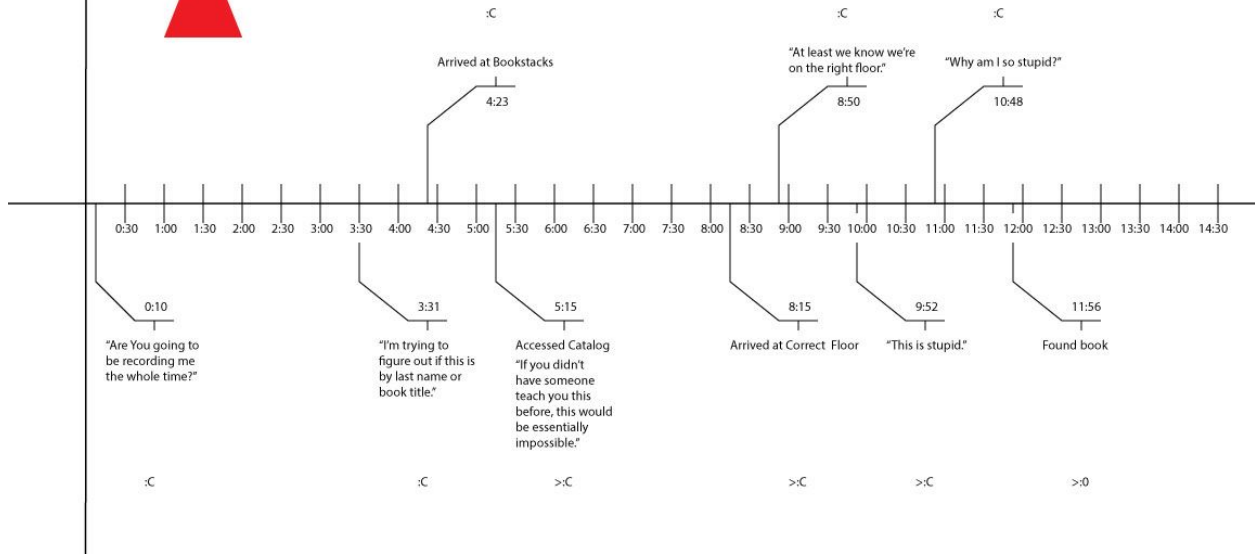 :C
:C
:C
Arrived at Bookstacks
4:23
“At least we know we’re
on the right floor.”
8:50
“Why am I so stupid?”
10:48
0:30 1:00 1:30 2:00 2:30 3:00 3:30 4:00 4:30 5:00 5:30 6:00 6:30 7:00 7:30 8:00 8:30 9:00 9:30 10:00 10:30 11:00 11:30 12:00 12:30 13:00 13:30 14:00 14:30
0:10
“Are You going to
be recording me
the whole time?”
3:31
“I’m trying to
figure out if this is
by last name or
book title.”
5:15
Accessed Catalog
“If you didn’t
have someone
teach you this
before, this would
be essentially
impossible.”
8:15
Arrived at Correct Floor
9:52
“This is stupid.”
11:56
Found book
:C
:C
>:C
>:C
>:C
>:0